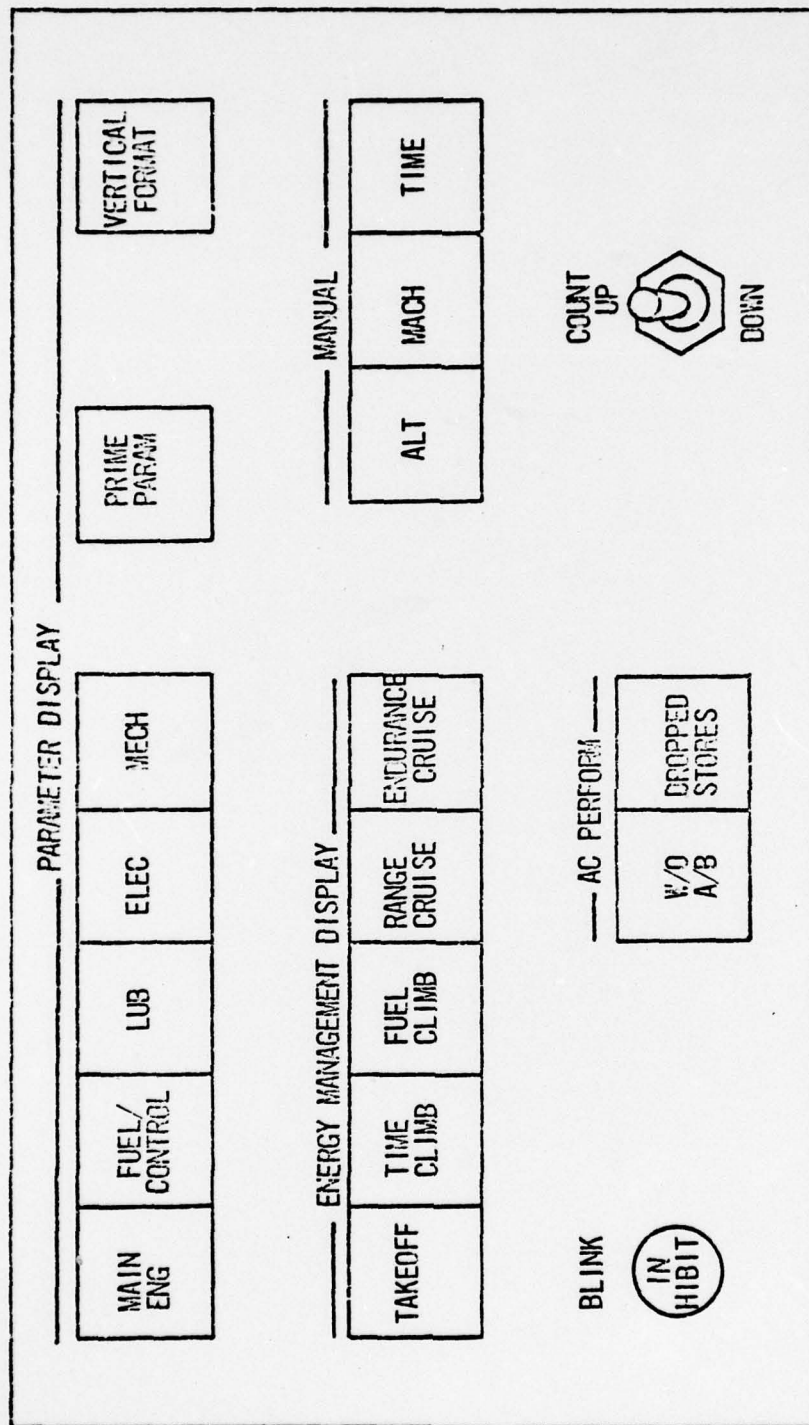 PARAMETER DISPLAY
MAIN
ENG
FUEL/
CONTROL
LUB
ELEC
MECH
PRIME
PARAM
VERTICAL
FORMAT
ENERGY MANAGEMENT DISPLAY
TAKEOFF
TIME
CLIMB
FUEL
CLIMB
RANGE
CRUISE
ENDURANCE
CRUISE
MANUAL
ALT
MACH
TIME
BLINK
IN
HIBIT
AC PERFORM
W/O
A/B
DROPPED
STORES
COUNT
UP
DOWN